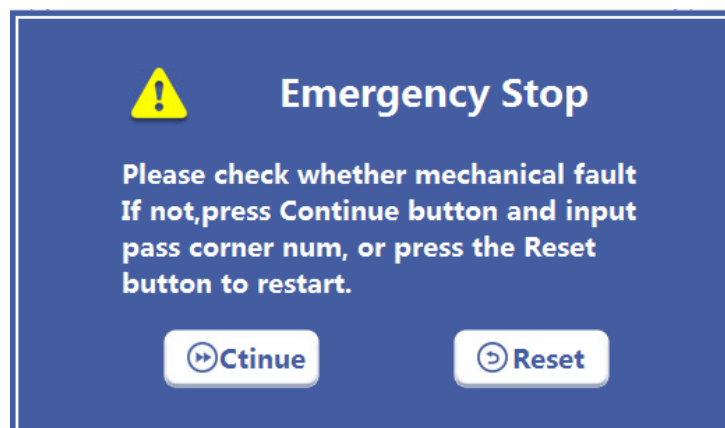 Emergency Stop
Please check whether mechanical fault
If not,press Continue button and input
pass corner num, or press the Reset
button to restart.
Ctinue
Reset